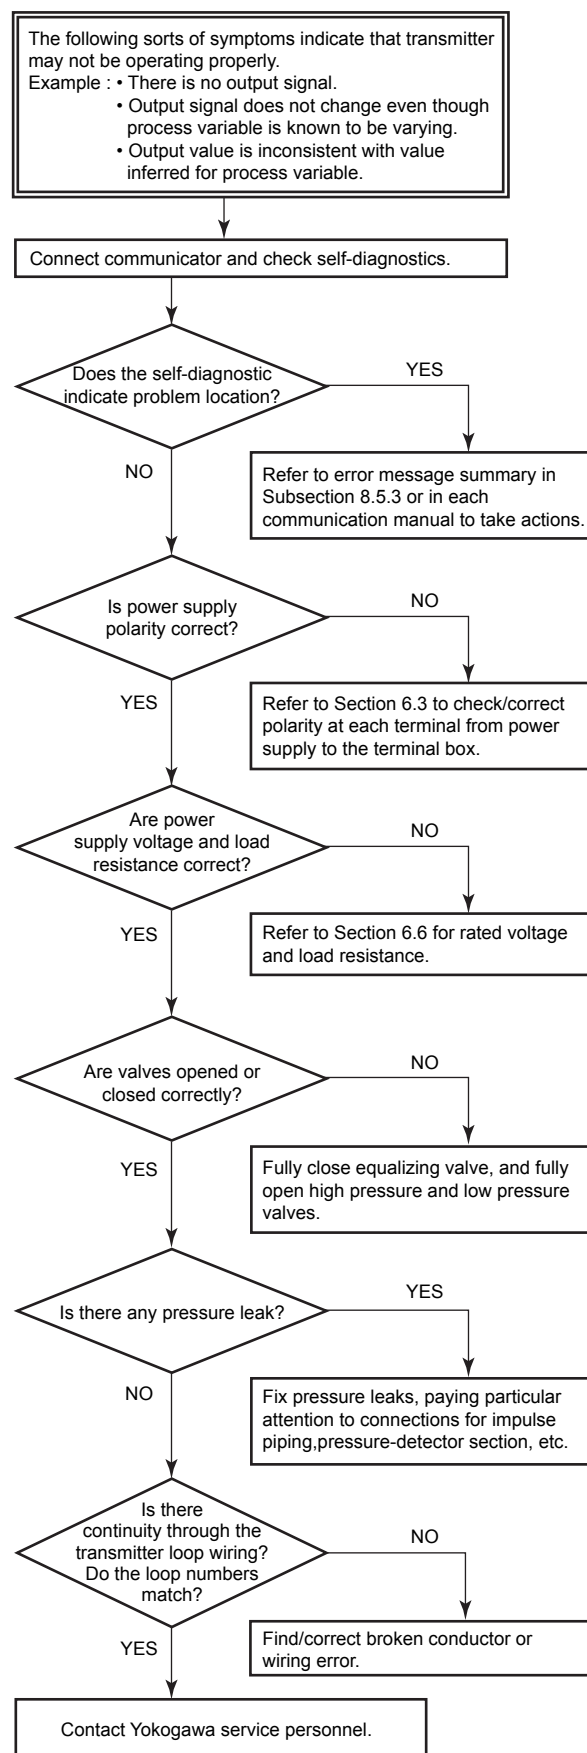 The following sorts of symptoms indicate that transmitter
may not be operating properly.
Example : • There is no output signal.
• Output signal does not change even though
process variable is known to be varying.
• Output value is inconsistent with value
inferred for process variable.
Connect communicator and check self-diagnostics.
Does the self-diagnostic
indicate problem location?
YES
NO
Refer to error message summary in
Subsection 8.5.3 or in each
communication manual to take actions.
Is power supply
polarity correct?
NO
YES
Refer to Section 6.3 to check/correct
polarity at each terminal from power
supply to the terminal box.
Are power
supply voltage and load
resistance correct?
NO
YES
Refer to Section 6.6 for rated voltage
and load resistance.
Are valves opened or
closed correctly?
NO
YES
Fully close equalizing valve, and fully
open high pressure and low pressure
valves.
Is there any pressure leak?
YES
NO
Fix pressure leaks, paying particular
attention to connections for impulse
piping,pressure-detector section, etc.
Is there
continuity through the
transmitter loop wiring?
Do the loop numbers
match?
NO
YES
Find/correct broken conductor or
wiring error.
Contact Yokogawa service personnel.